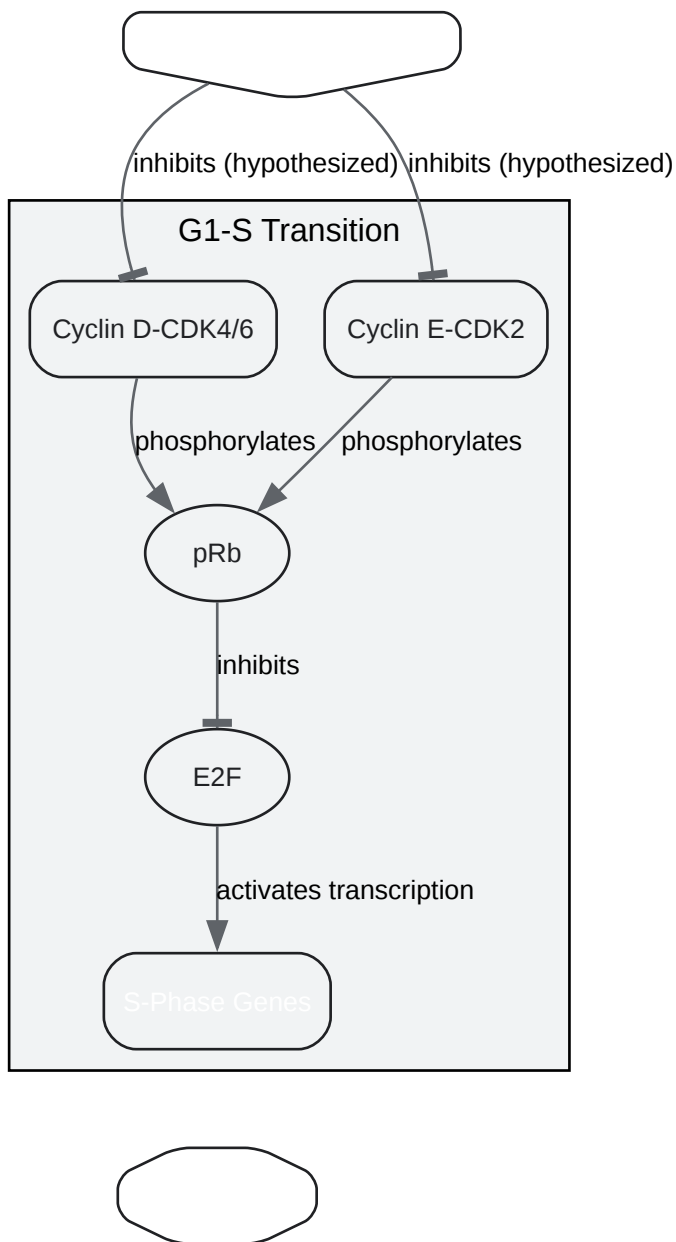 inhibits (hypothesized) inhibits (hypothesized)
G1-S Transition
Cyclin D-CDK4/6
Cyclin E-CDK2
phosphorylates
phosphorylates
pRb
inhibits
E2F
activates transcription
S-Phase Genes